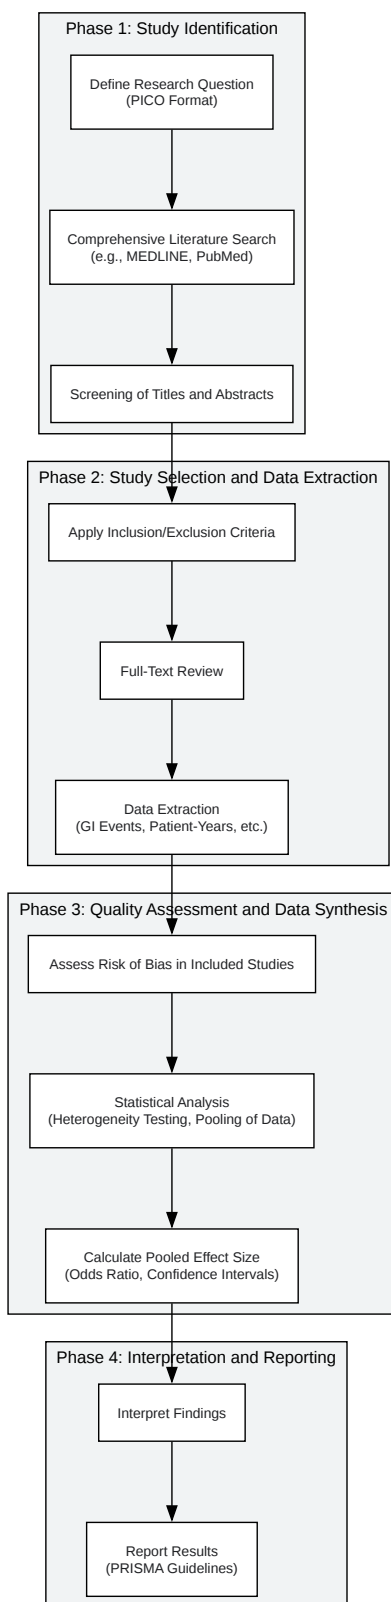 Phase 1: Study Identification
Define Research Question
(PICO Format)
Comprehensive Literature Search
(e.g., MEDLINE, PubMed)
Screening of Titles and Abstracts
Phase 2: Study Selection and Data Extraction
Apply Inclusion/Exclusion Criteria
Full-Text Review
Data Extraction
(GI Events, Patient-Years, etc.)
Phase 3: Quality Assessment and Data Synthesis
Assess Risk of Bias in Included Studies
Statistical Analysis
(Heterogeneity Testing, Pooling of Data)
Calculate Pooled Effect Size
(Odds Ratio, Confidence Intervals)
Phase 4: Interpretation and Reporting
Interpret Findings
Report Results
(PRISMA Guidelines)